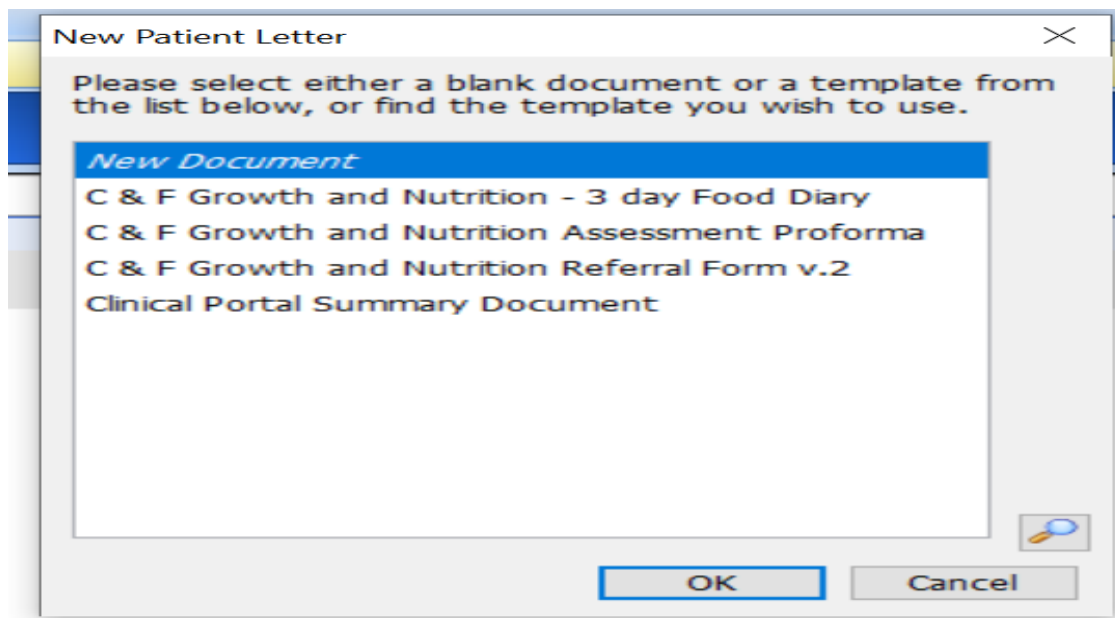 New Patient Letter
Please select either a blank document or a template from
the list below, or find the template you wish to use.
New Document
C & F Growth and Nutrition - 3 day Food Diary
C & F Growth and Nutrition Assessment Proforma
C & F Growth and Nutrition Referral Form v.2
Clinical Portal Summary Document
OK
Cancel